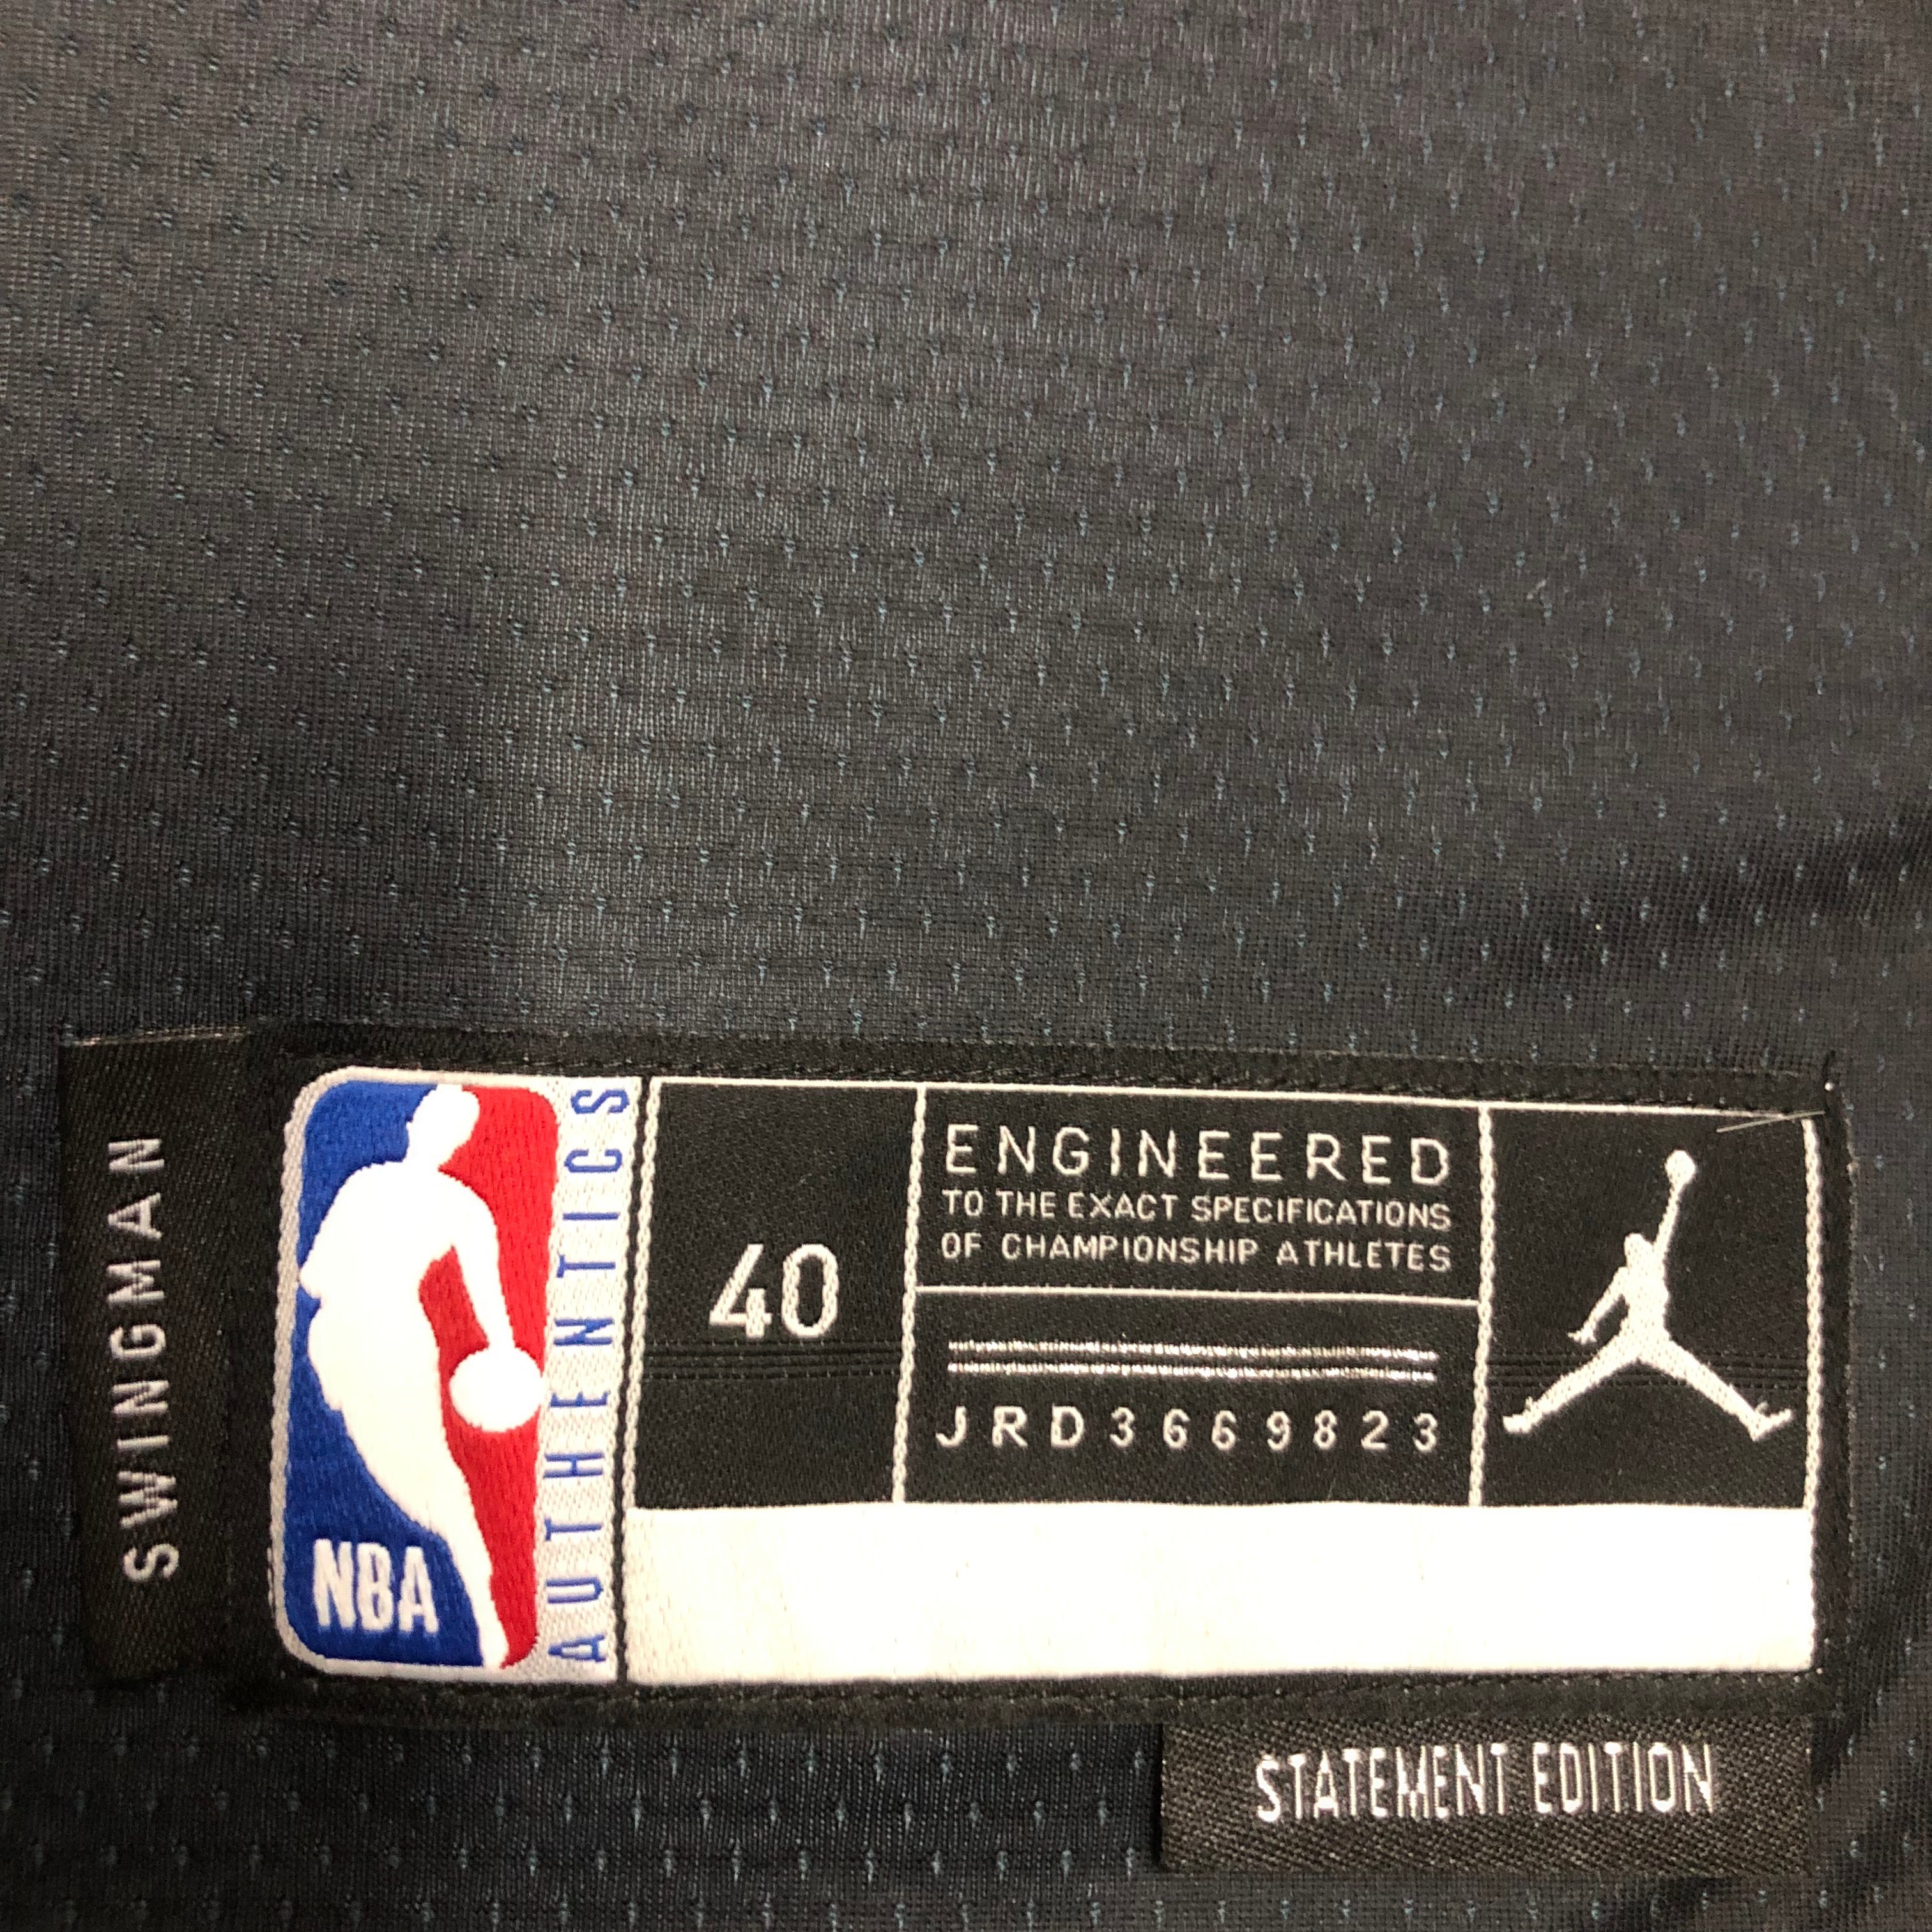 SWINGMAN
NBA
AUTHENTICS
40
ENGINEERED
TO THE EXACT SPECIFICATIONS
OF CHAMPIONSHIP ATHLETES
JRD3669823
STATEMENT EDITION